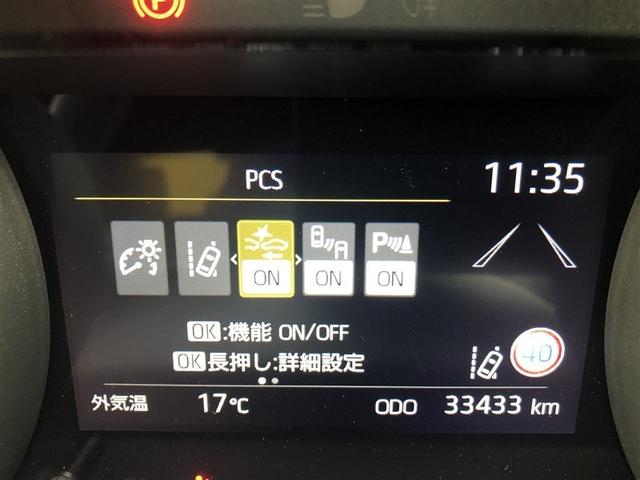 P
PCS
11:35
ON
ON
P
ON
OK:機能 ON/OFF
OK長押し:詳細設定
40
外気温 17℃ ODO 33433 km